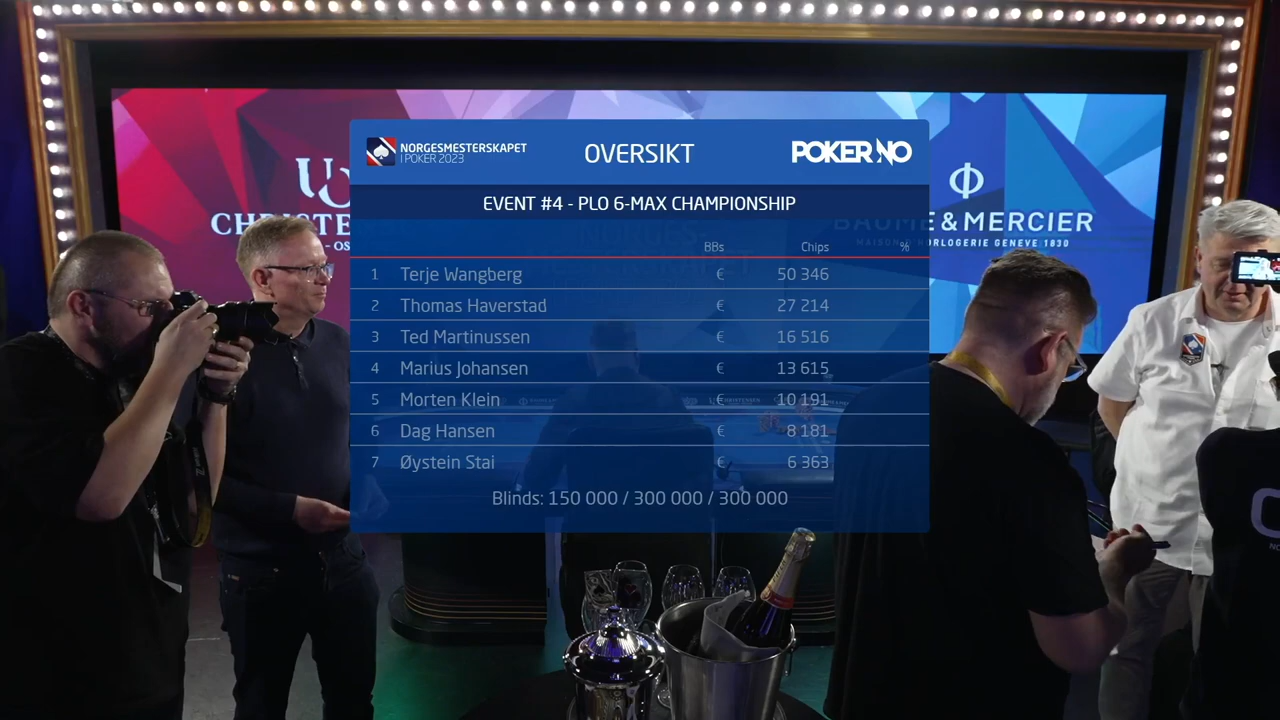 NORGESMESTERSKAPET
I POKER 2023
OVERSIKT
POKER.NO
EVENT #4 - PLO 6-MAX CHAMPIONSHIP
BBs Chips %
1 Terje Wangberg € 50 346
2 Thomas Haverstad € 27 214
3 Ted Martinussen € 16 516
4 Marius Johansen € 13 615
5 Morten Klein € 10 191
6 Dag Hansen € 8 181
7 Øystein Stai € 6 363
Blinds: 150 000 / 300 000 / 300 000
BAUME & MERCIER
MAISON D'HORLOGERIE GENEVE 1830